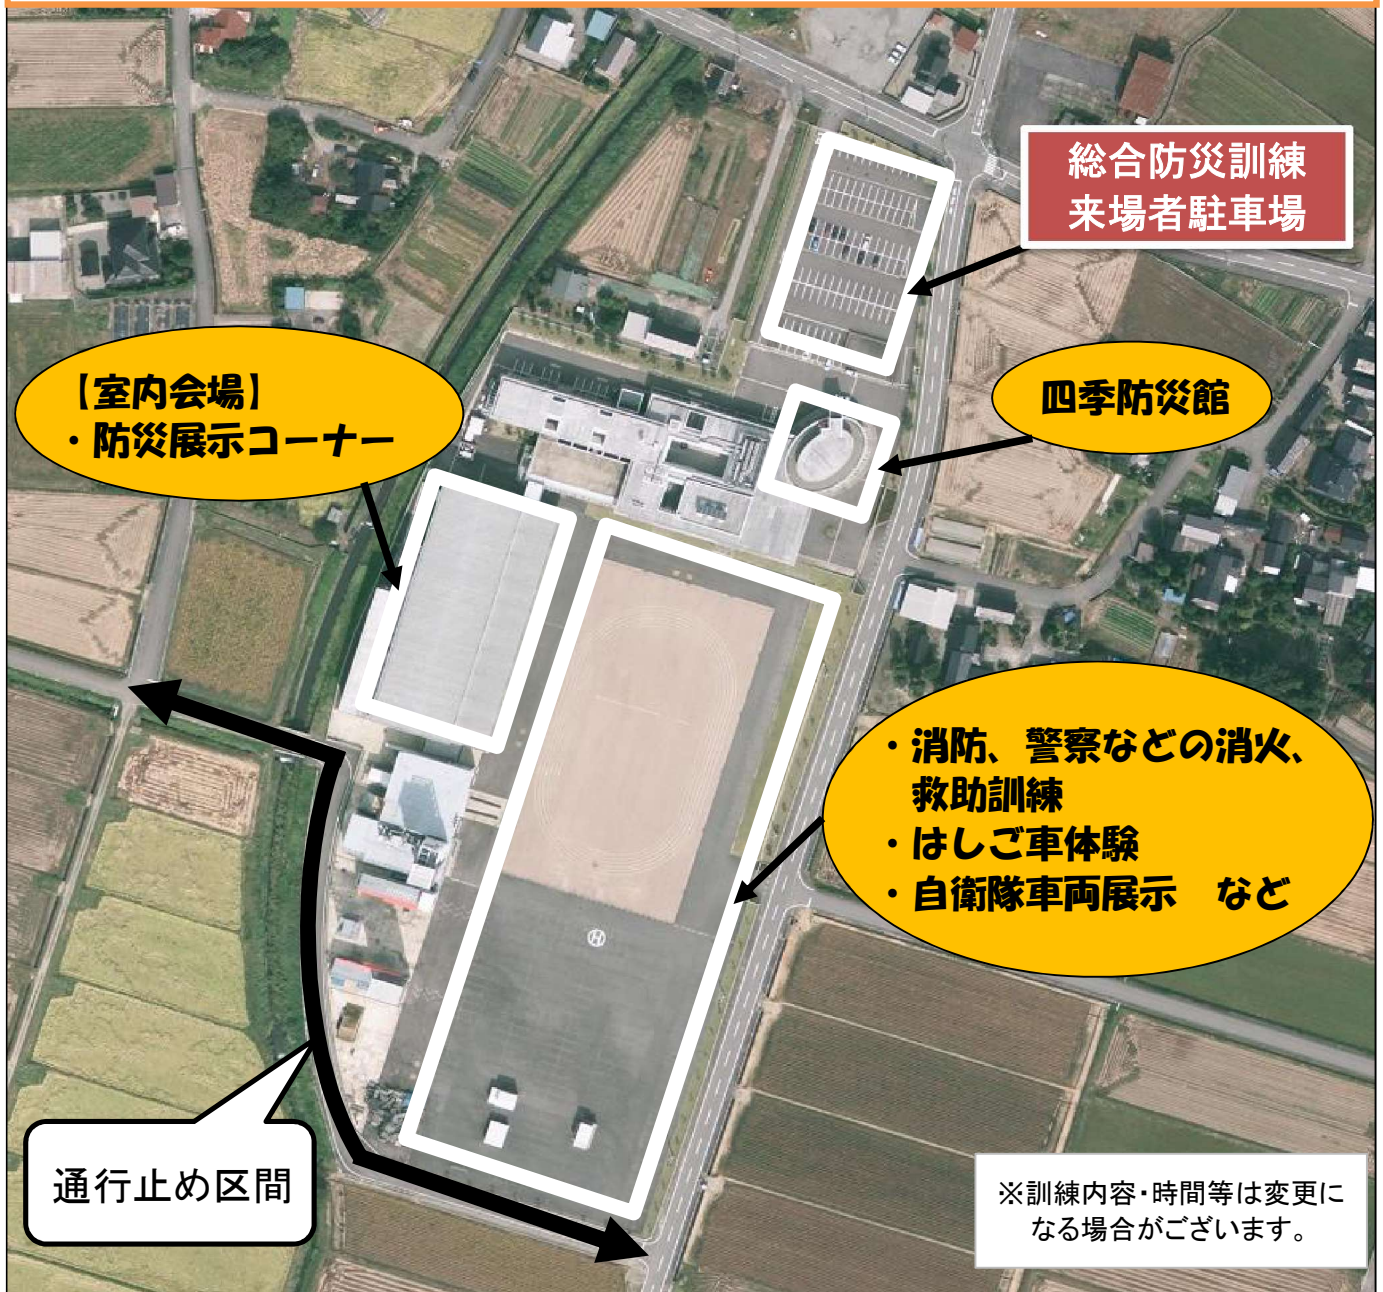 総合防災訓練
来場者駐車場
四季防災館
【室内会場】
・防災展示コーナー
・消防、警察などの消火、
救助訓練
・はしご車体験
・自衛隊車両展示　など
H
通行止め区間
※訓練内容・時間等は変更に
なる場合がございます。